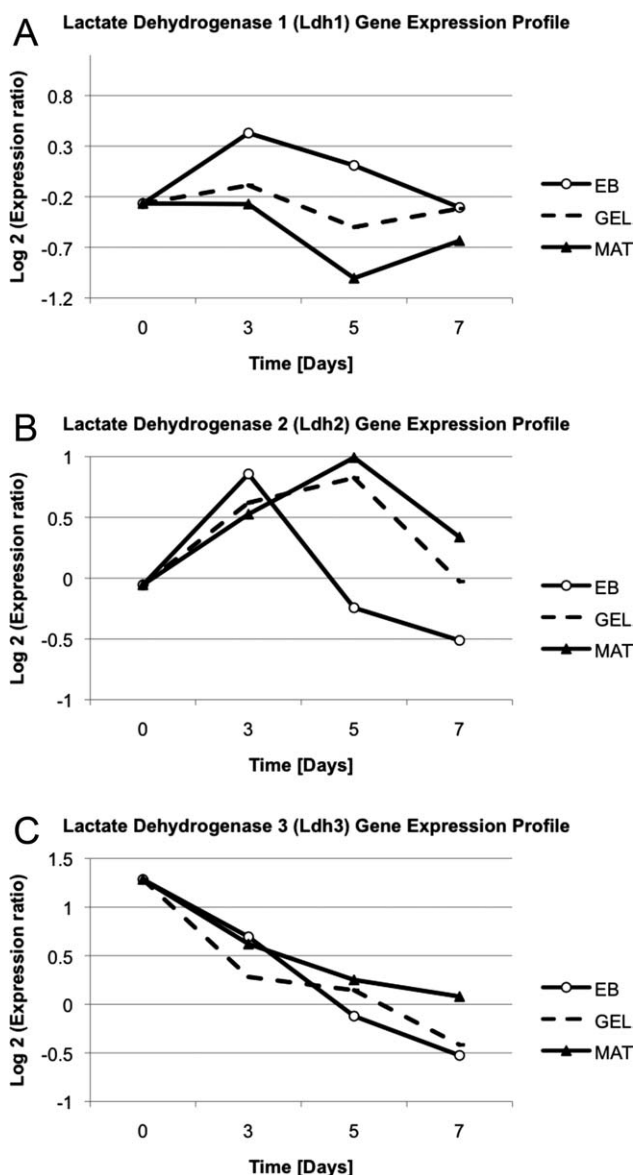 A Lactate Dehydrogenase 1 (Ldh1) Gene Expression Profile
Log 2 (Expression ratio)
0.8
0.3
-0.2
-0.7
-1.2
0 3 5 7
Time [Days]
EB
GEL
MAT
B Lactate Dehydrogenase 2 (Ldh2) Gene Expression Profile
Log 2 (Expression ratio)
1
0.5
0
-0.5
-1
0 3 5 7
Time [Days]
EB
GEL
MAT
C Lactate Dehydrogenase 3 (Ldh3) Gene Expression Profile
Log 2 (Expression ratio)
1.5
1
0.5
0
-0.5
-1
0 3 5 7
Time [Days]
EB
GEL
MAT